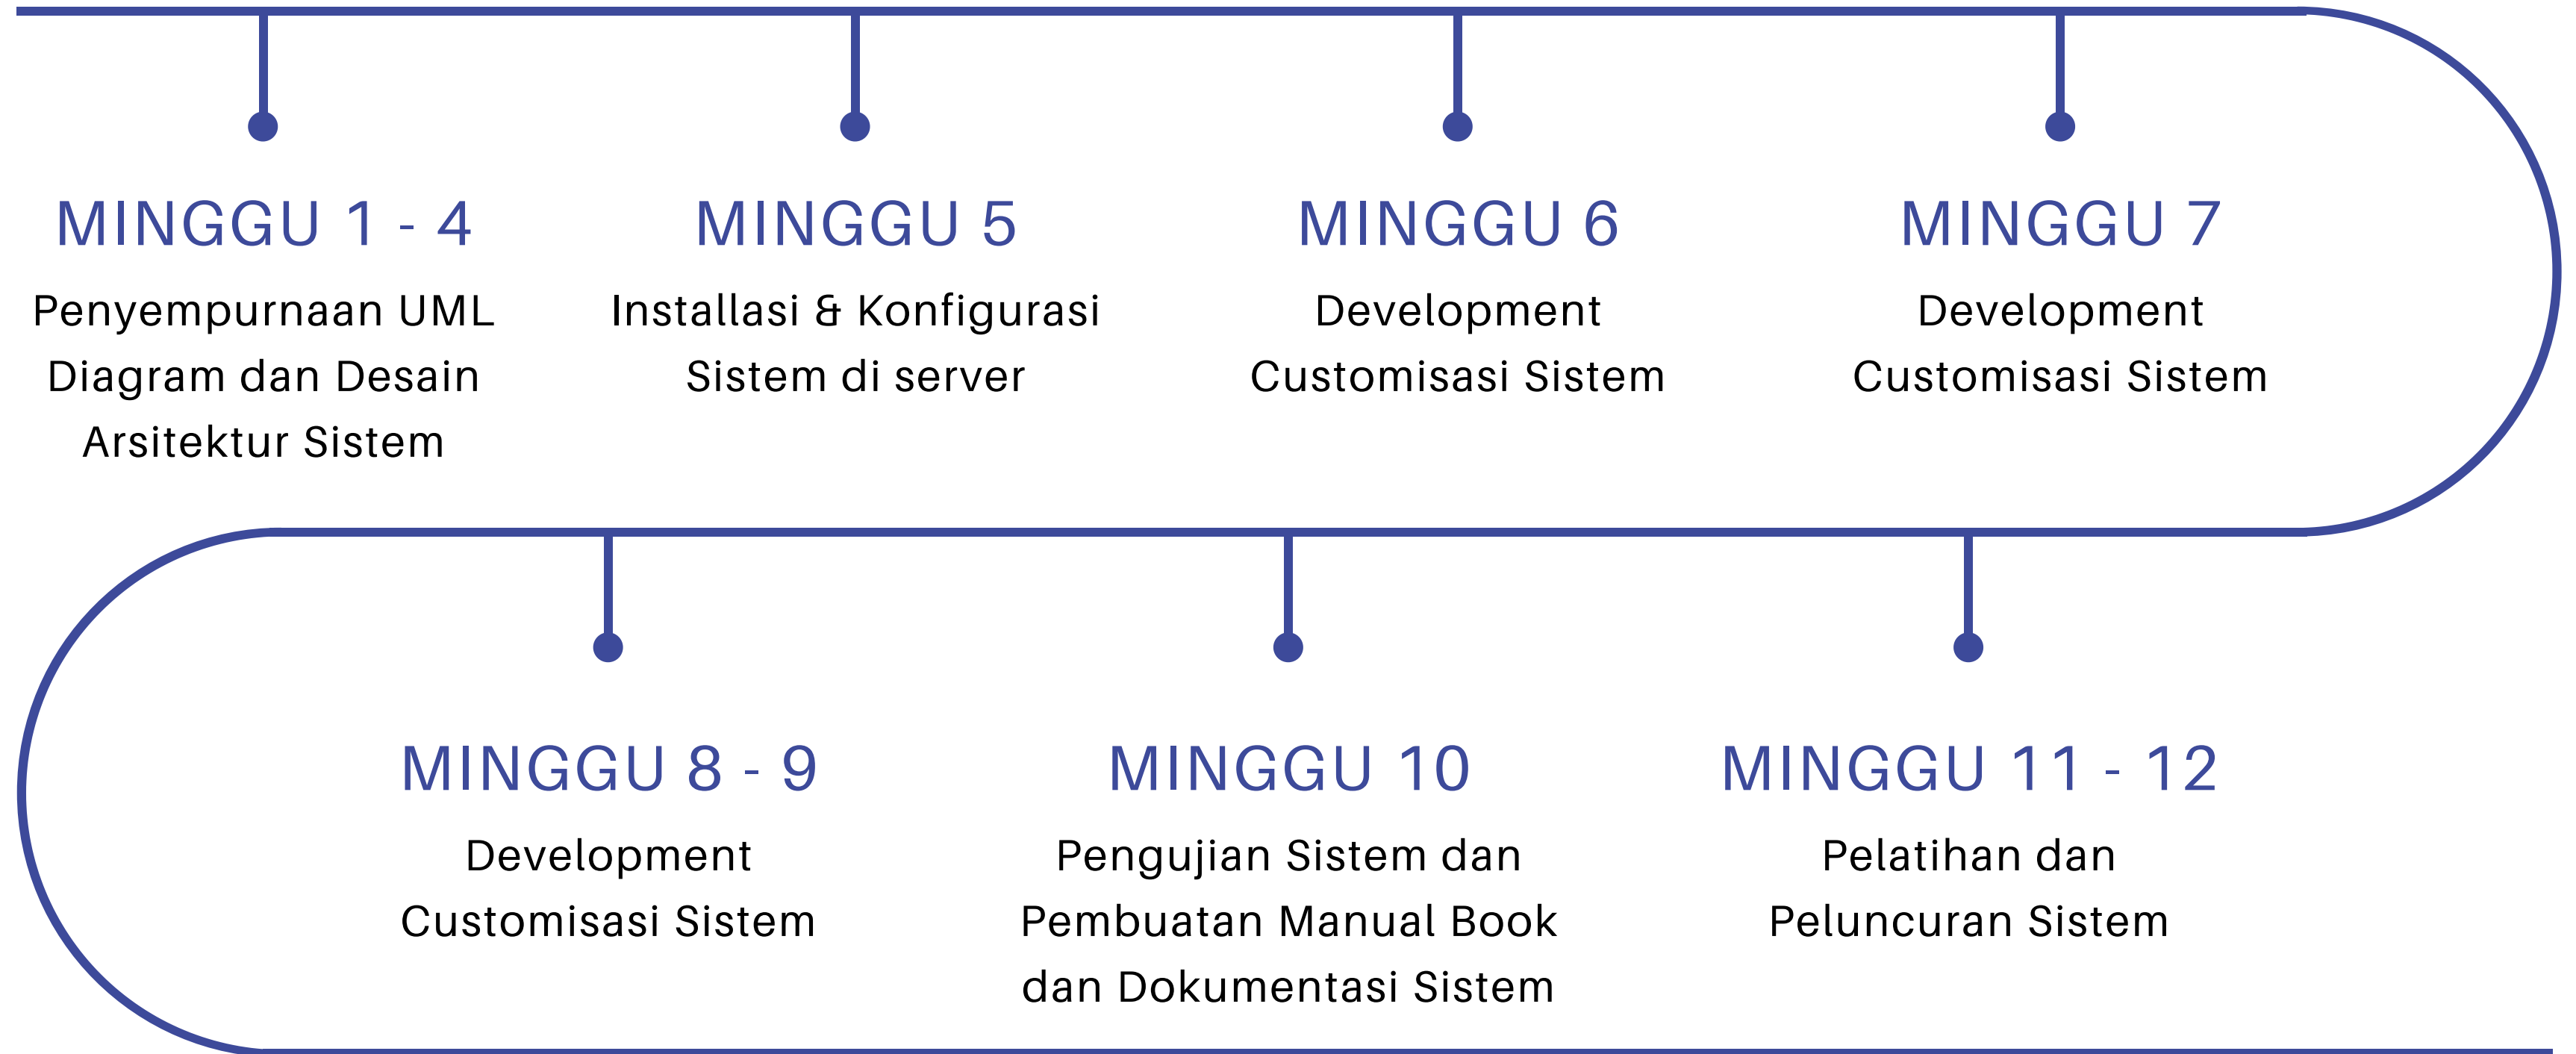 MINGGU 1 - 4
Penyempurnaan UML
Diagram dan Desain
Arsitektur Sistem
MINGGU 5
Installasi & Konfigurasi
Sistem di server
MINGGU 6
Development
Customisasi Sistem
MINGGU 7
Development
Customisasi Sistem
MINGGU 8 - 9
Development
Customisasi Sistem
MINGGU 10
Pengujian Sistem dan
Pembuatan Manual Book
dan Dokumentasi Sistem
MINGGU 11 - 12
Pelatihan dan
Peluncuran Sistem